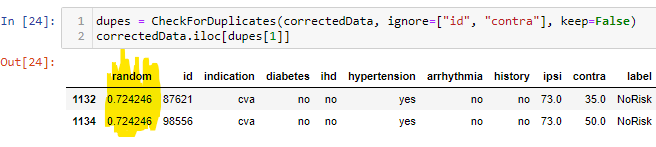 In [24]: 1 dupes = CheckForDuplicates(correctedData, ignore=["id", "contra"], keep=False)
2 correctedData.iloc[dupes[1]]
Out[24]:
random id indication diabetes ihd hypertension arrhythmia history ipsi contra label
1132 0.724246 87621 cva no no yes no no 73.0 35.0 NoRisk
1134 0.724246 98556 cva no no yes no no 73.0 50.0 NoRisk